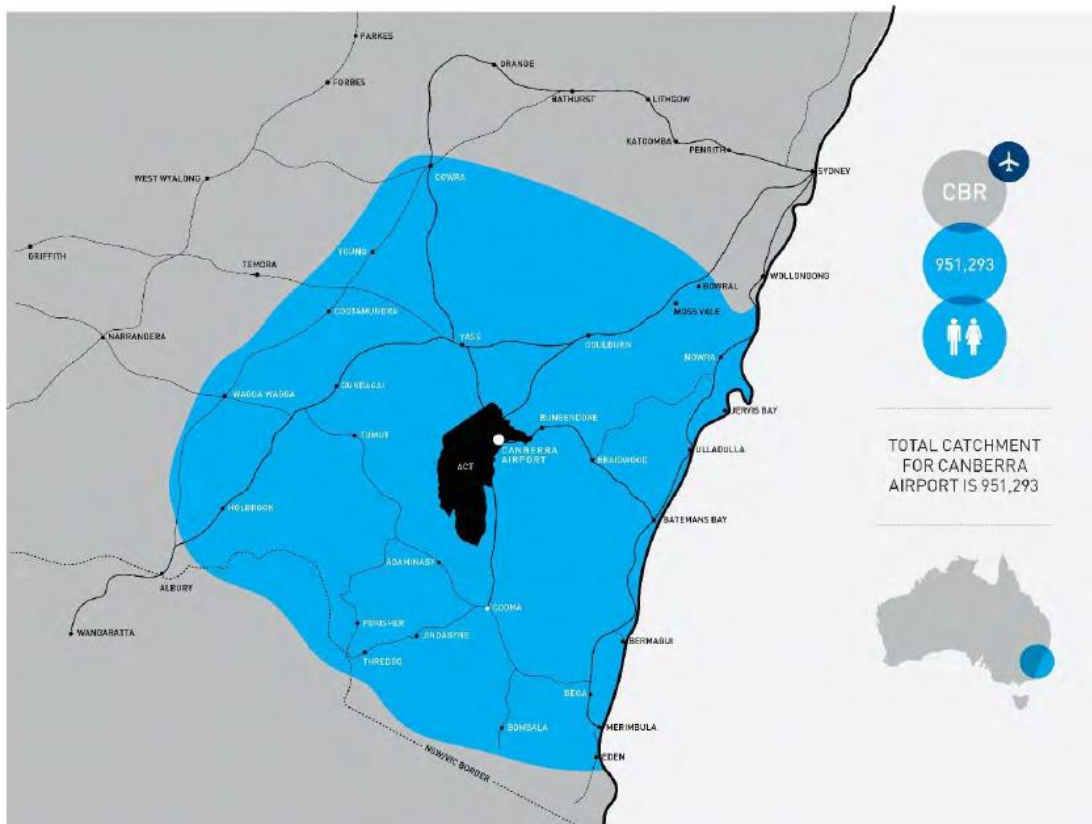 PARKES
ORANGE
FORBES
BATHURST
LITHGOW
KATOOMBA
PENRITH
SYDNEY
WEST WYALONG
COWRA
CBR
GRIFFITH
YOUNG
TEMORA
951,293
WOLLONGONG
BOWRAL
MOSS VALE
COOTAMUNDRA
NARRANDERA
YASS
GOULBURN
NOWRA
GUNDAGAI
WAGGA WAGGA
JERVIS BAY
BUNGENDORE
TUMUT
CANBERRA
AIRPORT
ACT
BRAIDWOOD
ULLADULLA
TOTAL CATCHMENT
FOR CANBERRA
AIRPORT IS 951,293
HOLBROOK
BATEMANS BAY
ADAMINABY
ALBURY
COOMA
WANGARATTA
PERISHER
JINDABYNE
BERMAGUI
THREDBO
BEGA
BOMBALA
MERIMBULA
EDEN
NSW/VIC BORDER